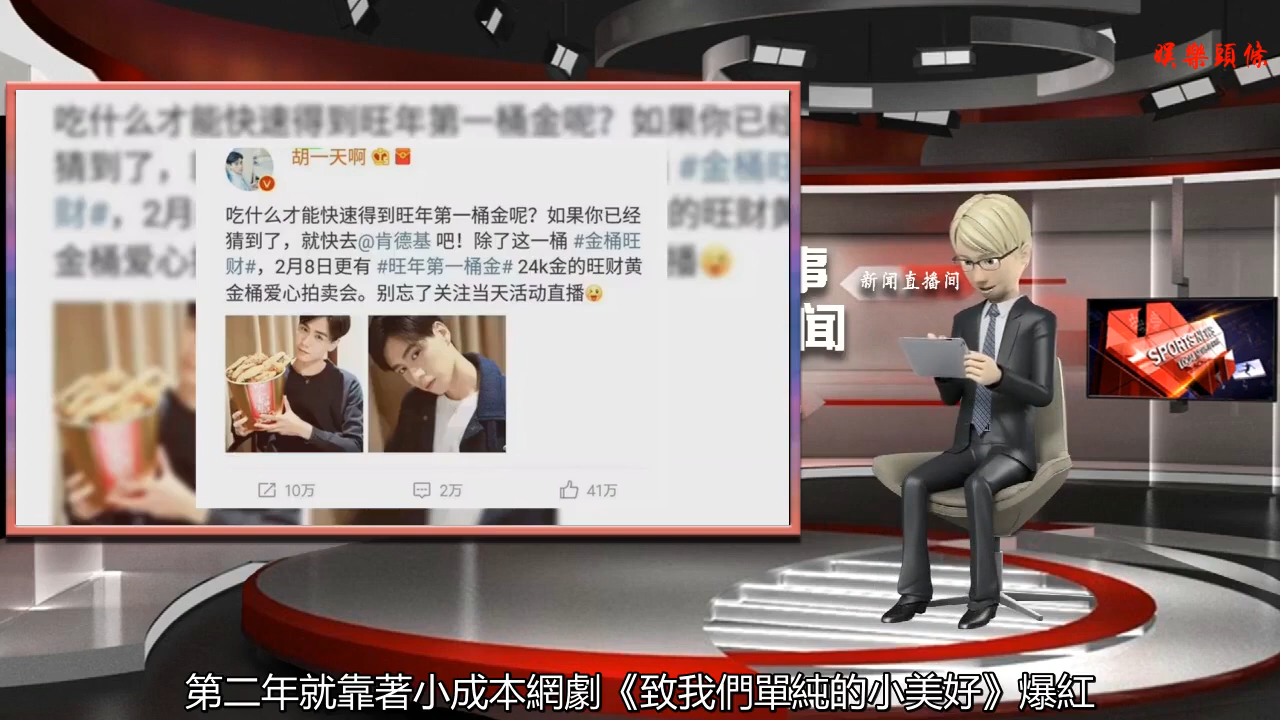 娱樂頭條
吃什么才能快速得到旺年第一桶金呢？如果你已经
猜到了，
#金桶旺
财#，2月
的旺财黄
金桶爱心
播
胡一天啊
吃什么才能快速得到旺年第一桶金呢？如果你已经
猜到了，就快去@肯德基 吧！除了这一桶 #金桶旺
财#，2月8日更有 #旺年第一桶金# 24k金的旺财黄
金桶爱心拍卖会。别忘了关注当天活动直播
10万
2万
41万
事
闻
新闻直播间
SPORTS
第二年就靠著小成本網劇《致我們單純的小美好》爆紅